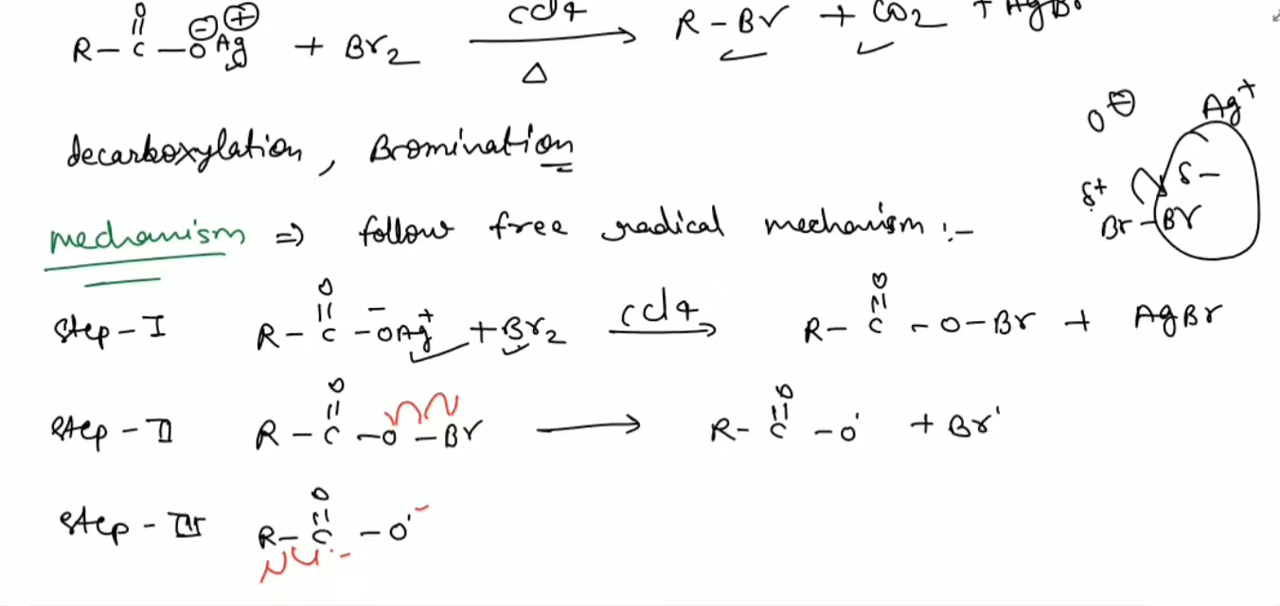 R-C(=O)-O⊖ Ag⊕ + Br2 —CCl4/Δ→ R-Br + CO2 + AgBr
decarboxylation, Bromination
O⊖ Ag+
δ+ δ-
Br-Br
mechanism ⇒ follow free radical mechanism :-
Step-I R-C(=O)-O⁻Ag⁺ + Br2 —CCl4→ R-C(=O)-O-Br + AgBr
Step-II R-C(=O)-O-Br → R-C(=O)-O· + Br·
Step-III R-C(=O)-O·